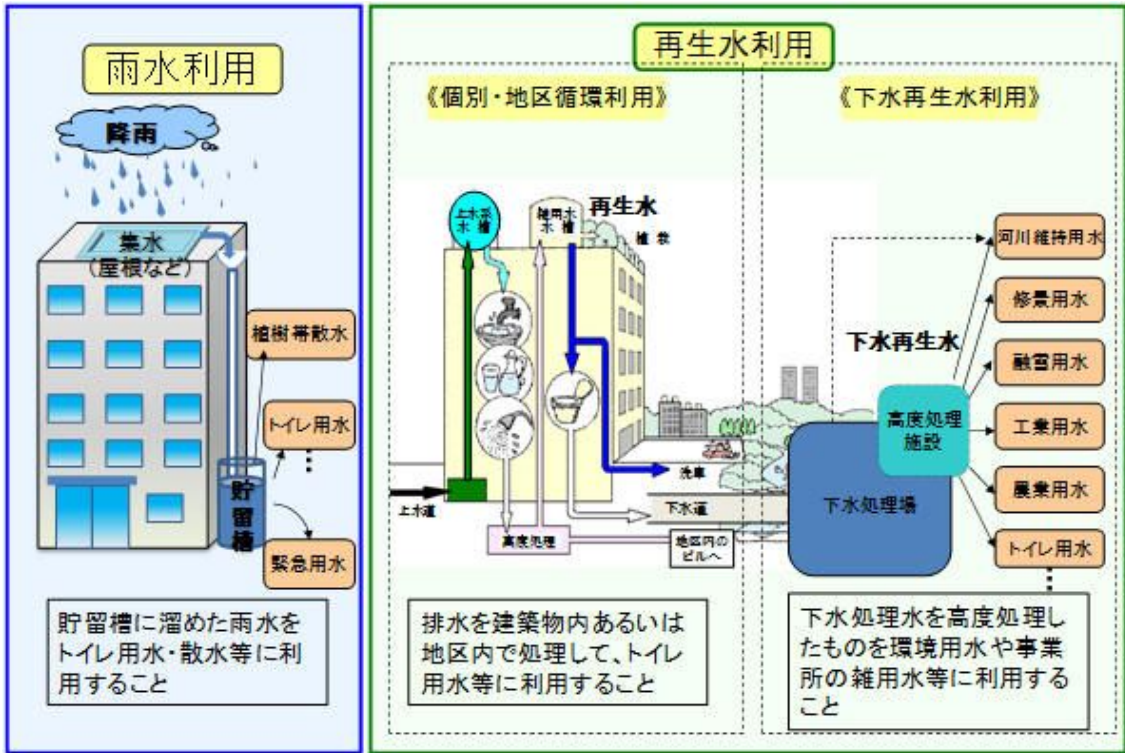 雨水利用
降雨
集水
(屋根など)
植樹帯散水
トイレ用水
貯留槽
緊急用水
貯留槽に溜めた雨水を
トイレ用水・散水等に利
用すること
再生水利用
《個別・地区循環利用》
上水系
水槽
雑用水
水槽
再生水
植栽
洗車
上水道
下水道
高度処理
地区内の
ビルへ
排水を建築物内あるいは
地区内で処理して、トイレ
用水等に利用すること
《下水再生水利用》
下水再生水
高度処理
施設
下水処理場
河川維持用水
修景用水
融雪用水
工業用水
農業用水
トイレ用水
下水処理水を高度処理し
たものを環境用水や事業
所の雑用水等に利用する
こと